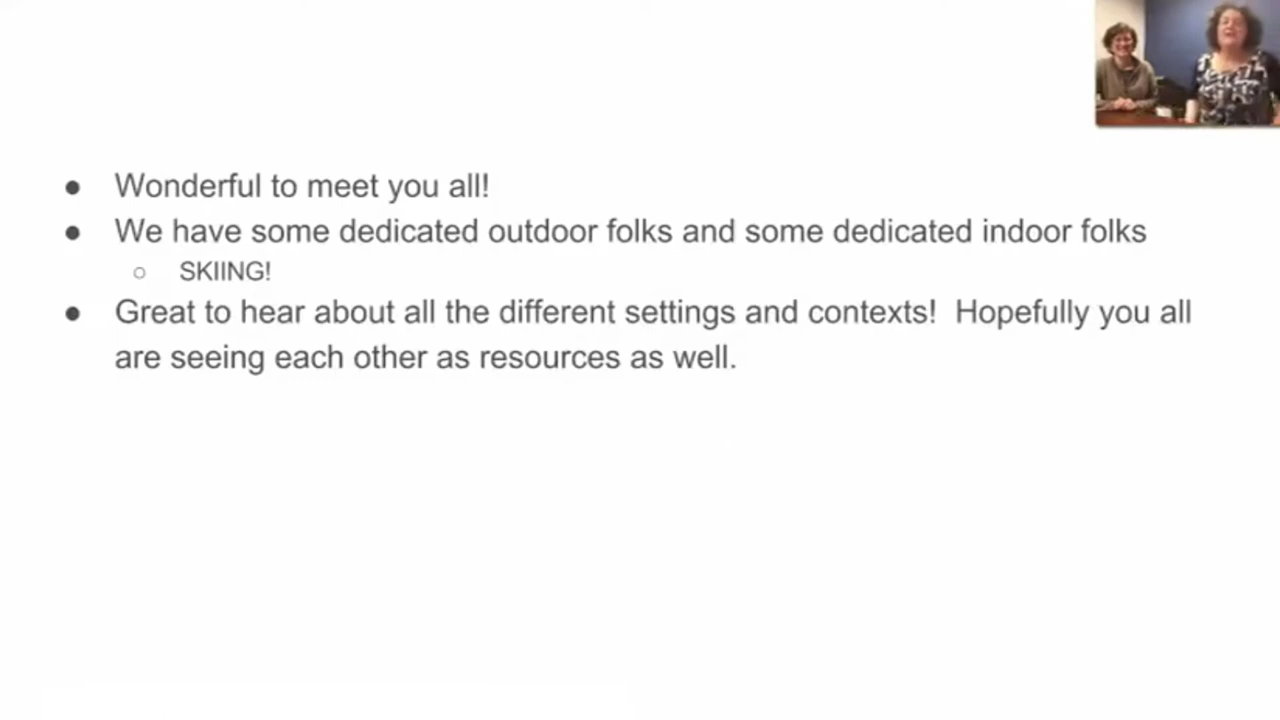 Wonderful to meet you all!
We have some dedicated outdoor folks and some dedicated indoor folks
SKIING!
Great to hear about all the different settings and contexts!  Hopefully you all
are seeing each other as resources as well.